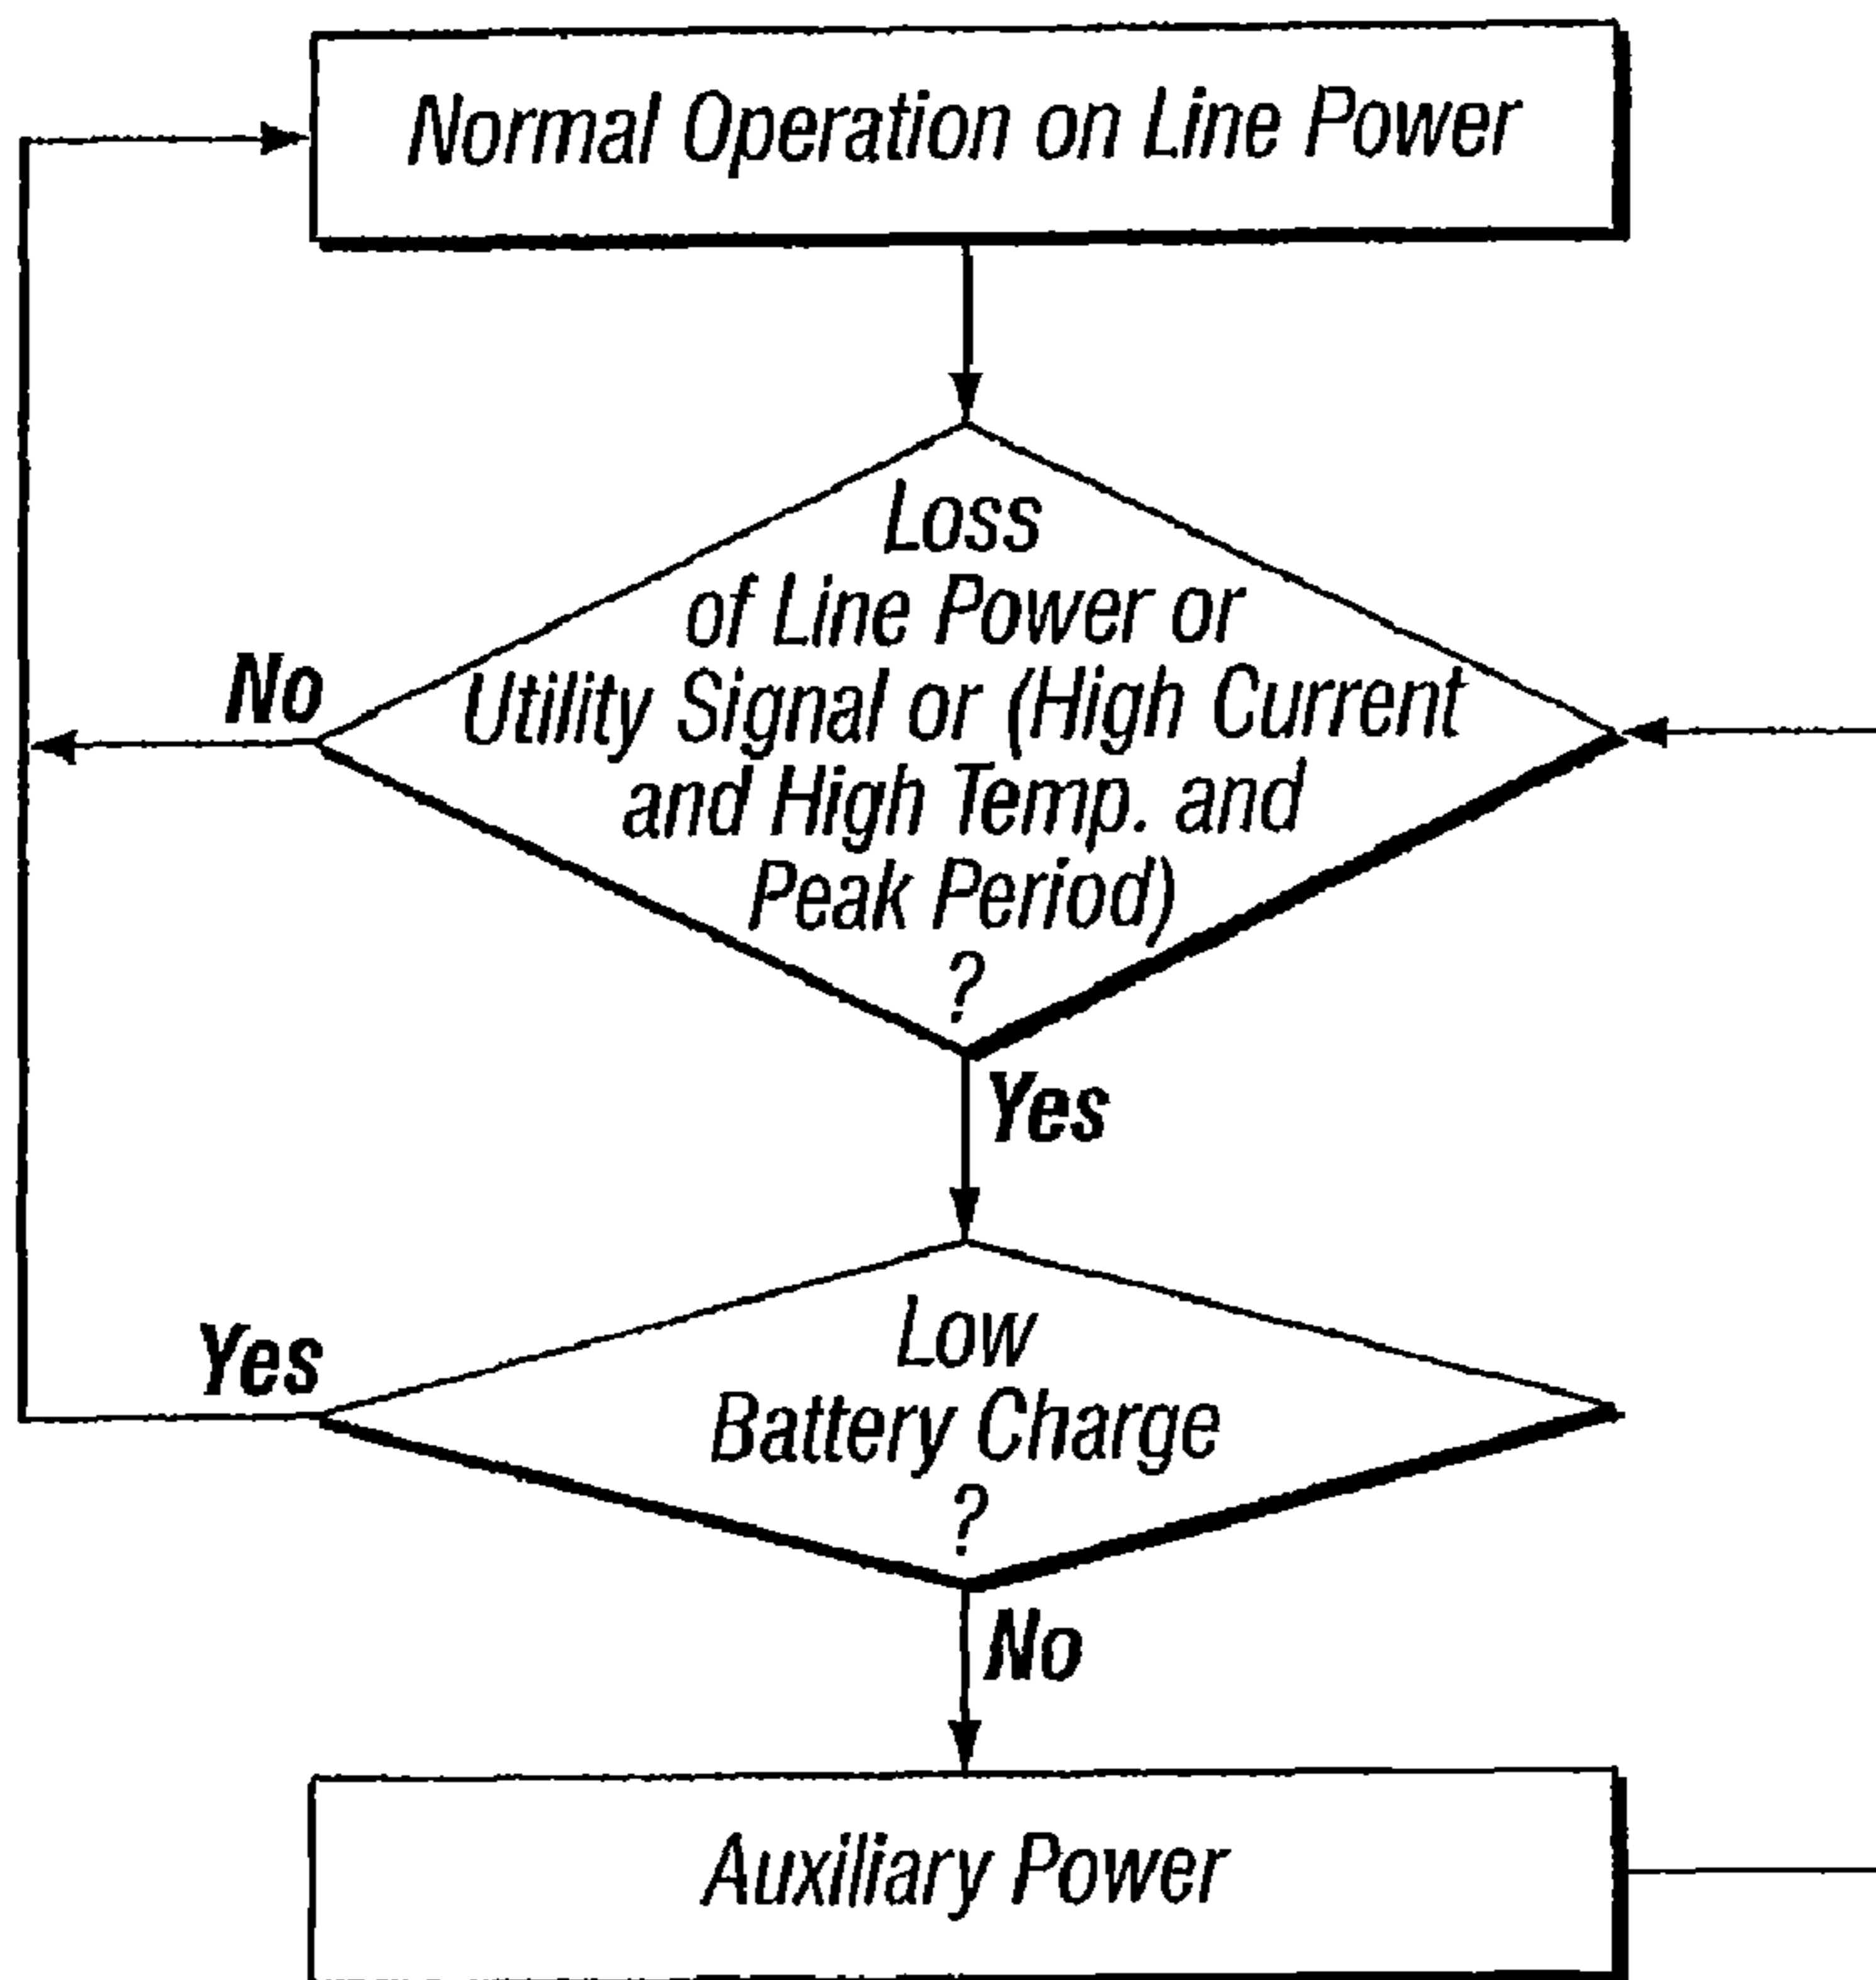 Normal Operation on Line Power
Loss
of Line Power or
Utility Signal or (High Current
and High Temp. and
Peak Period)
?
No
Yes
Low
Battery Charge
?
Yes
No
Auxiliary Power